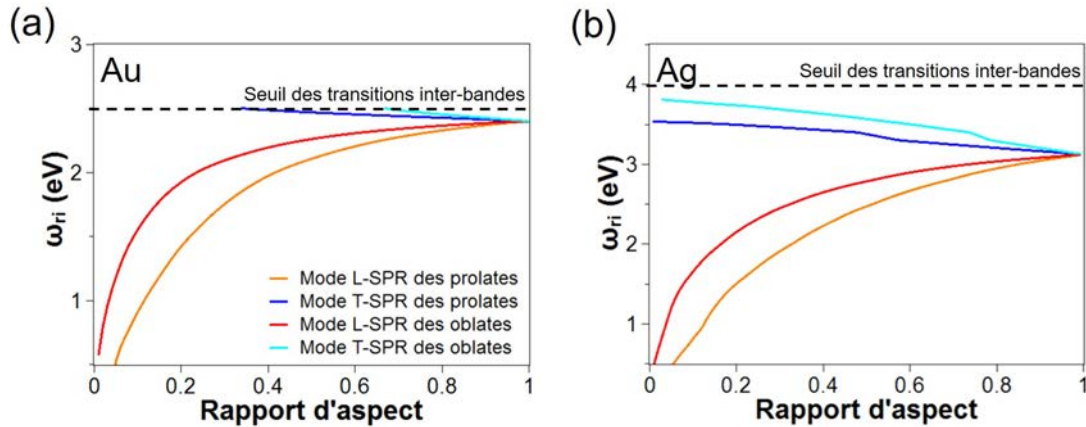 (a)
3
Au
Seuil des transitions inter-bandes
2
ω_ri (eV)
1
Mode L-SPR des prolates
Mode T-SPR des prolates
Mode L-SPR des oblates
Mode T-SPR des oblates
0 0.2 0.4 0.6 0.8 1
Rapport d'aspect
(b)
Ag
Seuil des transitions inter-bandes
4
3
ω_ri (eV)
2
1
0 0.2 0.4 0.6 0.8 1
Rapport d'aspect